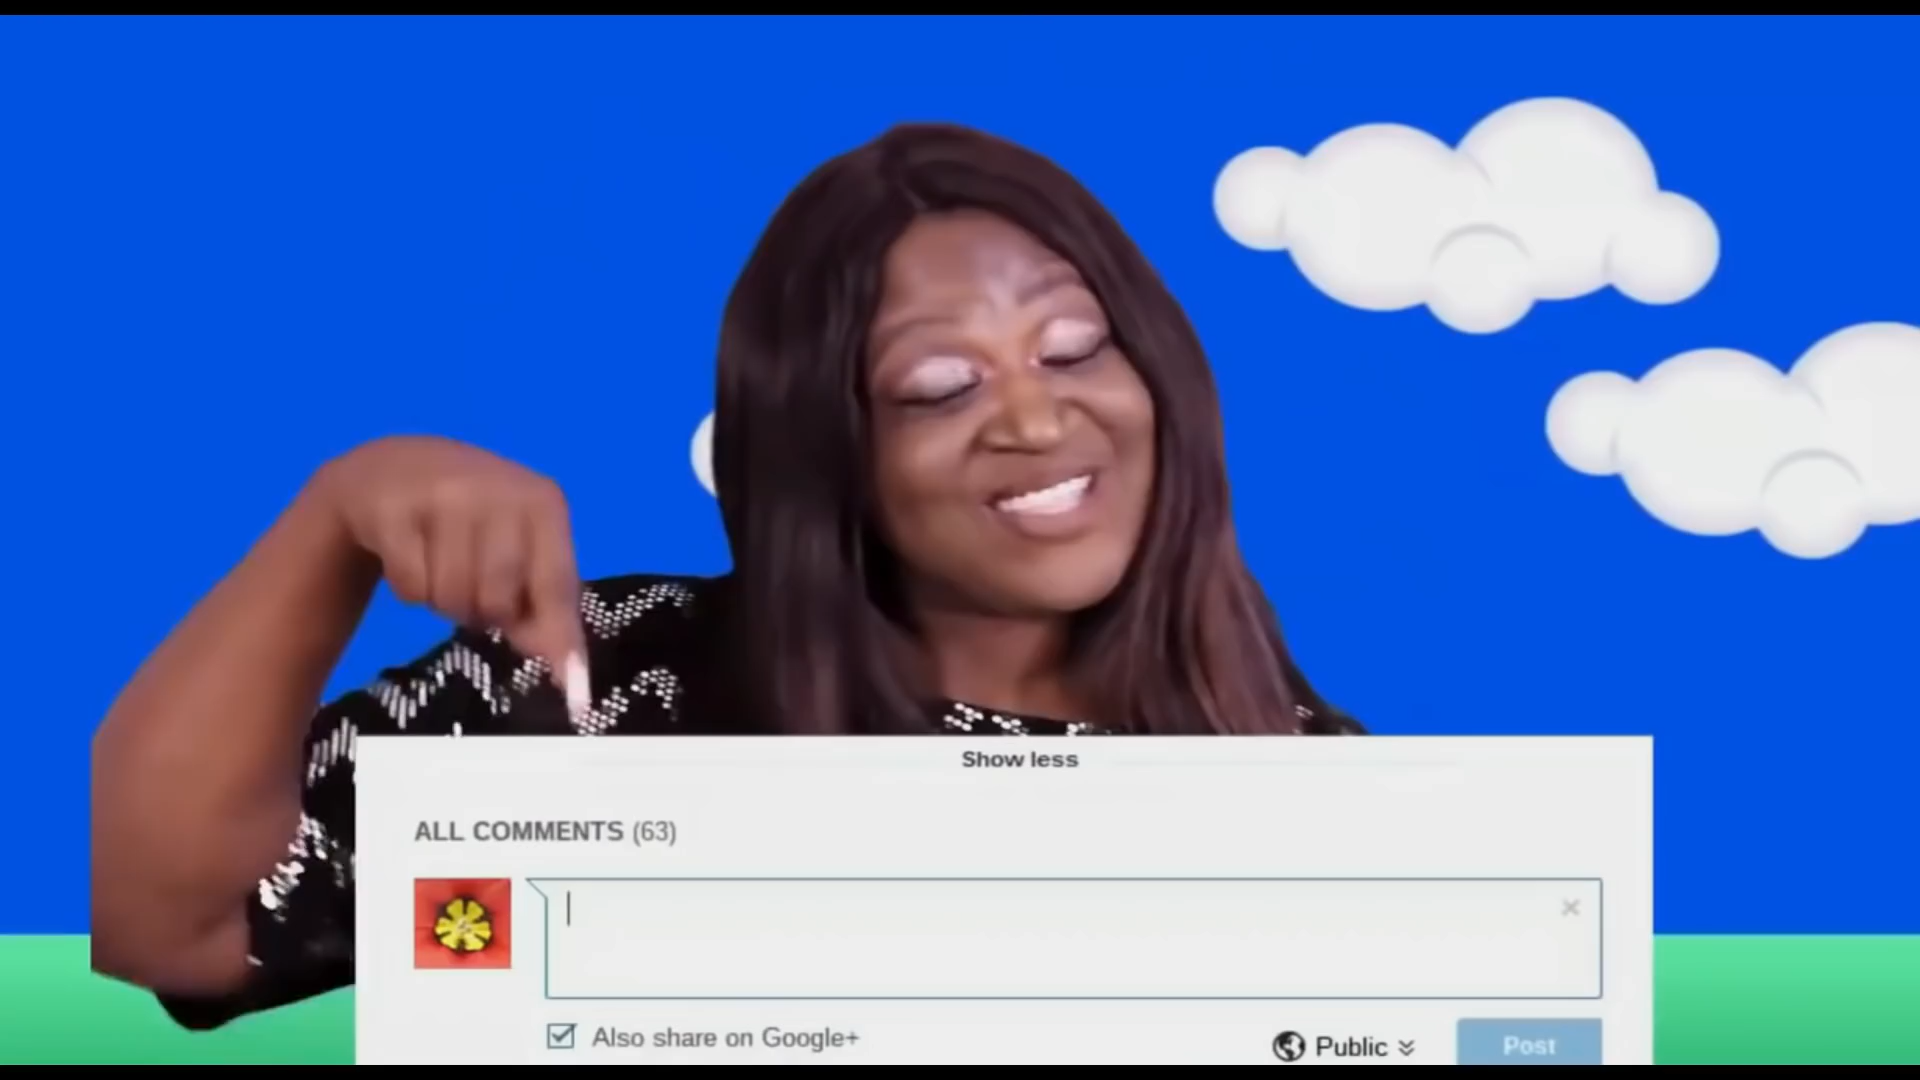 Show less
ALL COMMENTS (63)
Also share on Google+
Public
Post